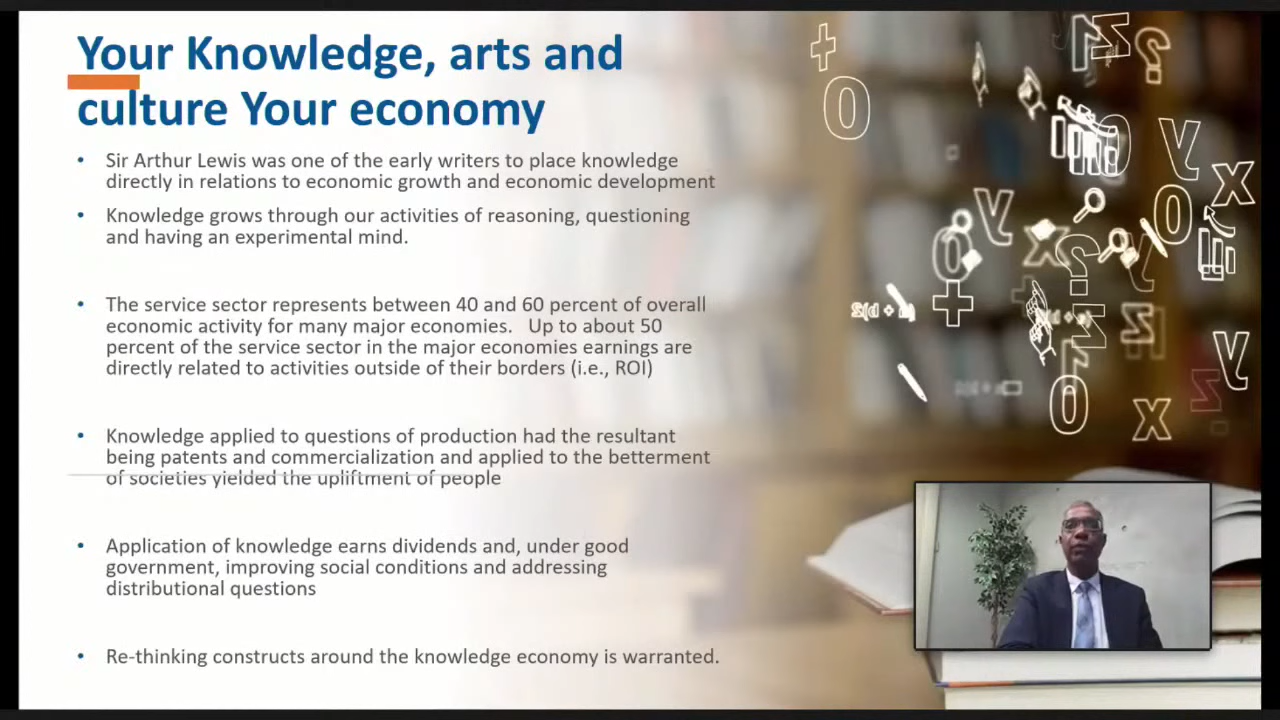 Your Knowledge, arts and
culture Your economy
• Sir Arthur Lewis was one of the early writers to place knowledge
directly in relations to economic growth and economic development
• Knowledge grows through our activities of reasoning, questioning
and having an experimental mind.
• The service sector represents between 40 and 60 percent of overall
economic activity for many major economies. Up to about 50
percent of the service sector in the major economies earnings are
directly related to activities outside of their borders (i.e., ROI)
• Knowledge applied to questions of production had the resultant
being patents and commercialization and applied to the betterment
of societies yielded the upliftment of people
• Application of knowledge earns dividends and, under good
government, improving social conditions and addressing
distributional questions
• Re-thinking constructs around the knowledge economy is warranted.